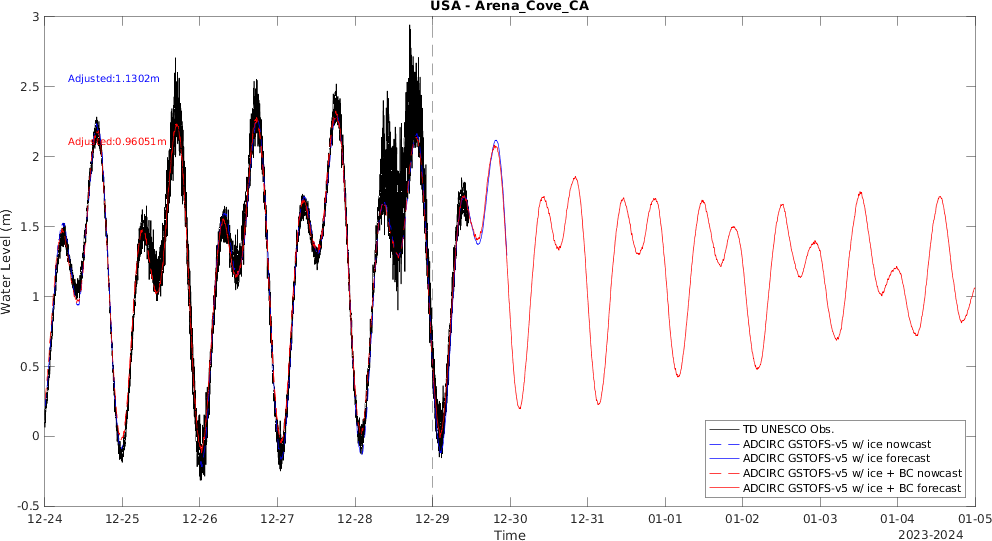 USA - Arena_Cove_CA
3
2.5
2
1.5
1
0.5
0
-0.5
Water Level (m)
Adjusted:1.1302m
Adjusted:0.96051m
TD UNESCO Obs.
ADCIRC GSTOFS-v5 w/ ice nowcast
ADCIRC GSTOFS-v5 w/ ice forecast
ADCIRC GSTOFS-v5 w/ ice + BC nowcast
ADCIRC GSTOFS-v5 w/ ice + BC forecast
12-24 12-25 12-26 12-27 12-28 12-29 12-30 12-31 01-01 01-02 01-03 01-04 01-05
Time
2023-2024